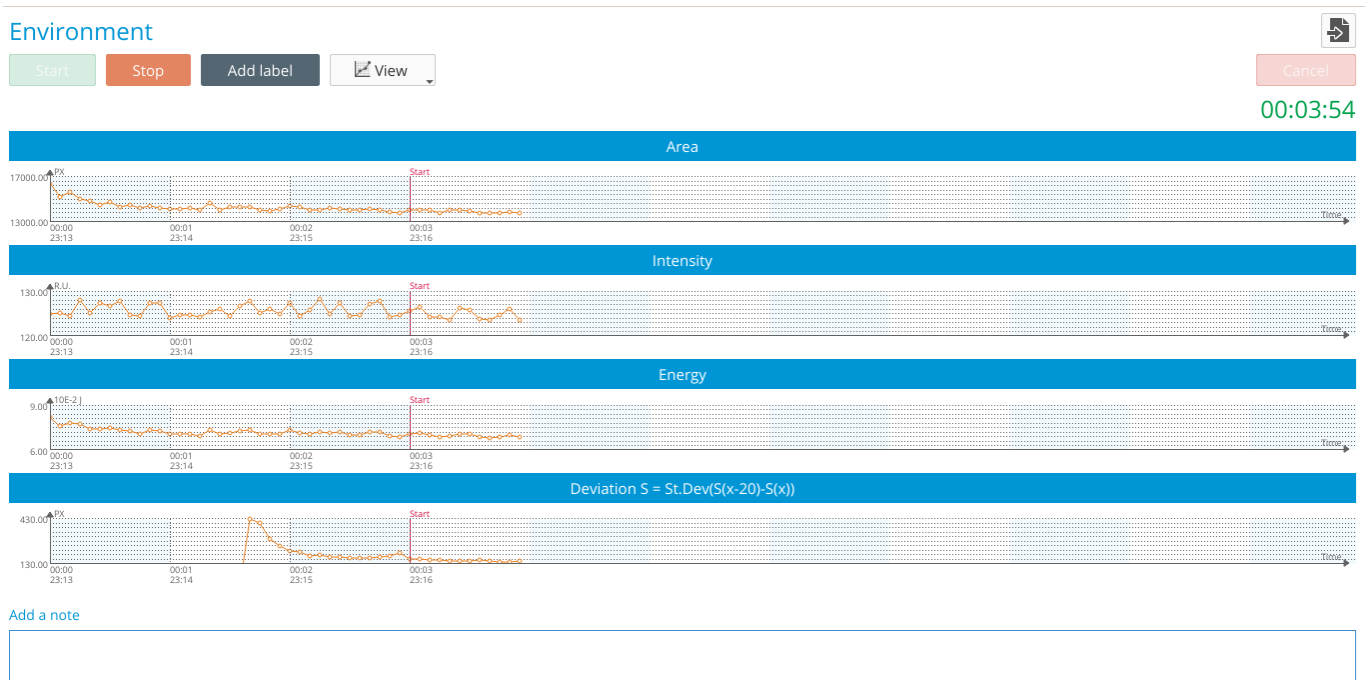 Environment
Start Stop Add label View Cancel
00:03:54
Area
PX Start
17000.00
13000.00 Time
00:00 00:01 00:02 00:03
23:13 23:14 23:15 23:16
Intensity
R.U. Start
130.00
120.00 Time
00:00 00:01 00:02 00:03
23:13 23:14 23:15 23:16
Energy
10E-2 J Start
9.00
6.00 Time
00:00 00:01 00:02 00:03
23:13 23:14 23:15 23:16
Deviation S = St.Dev(S(x-20)-S(x))
PX Start
430.00
130.00 Time
00:00 00:01 00:02 00:03
23:13 23:14 23:15 23:16
Add a note